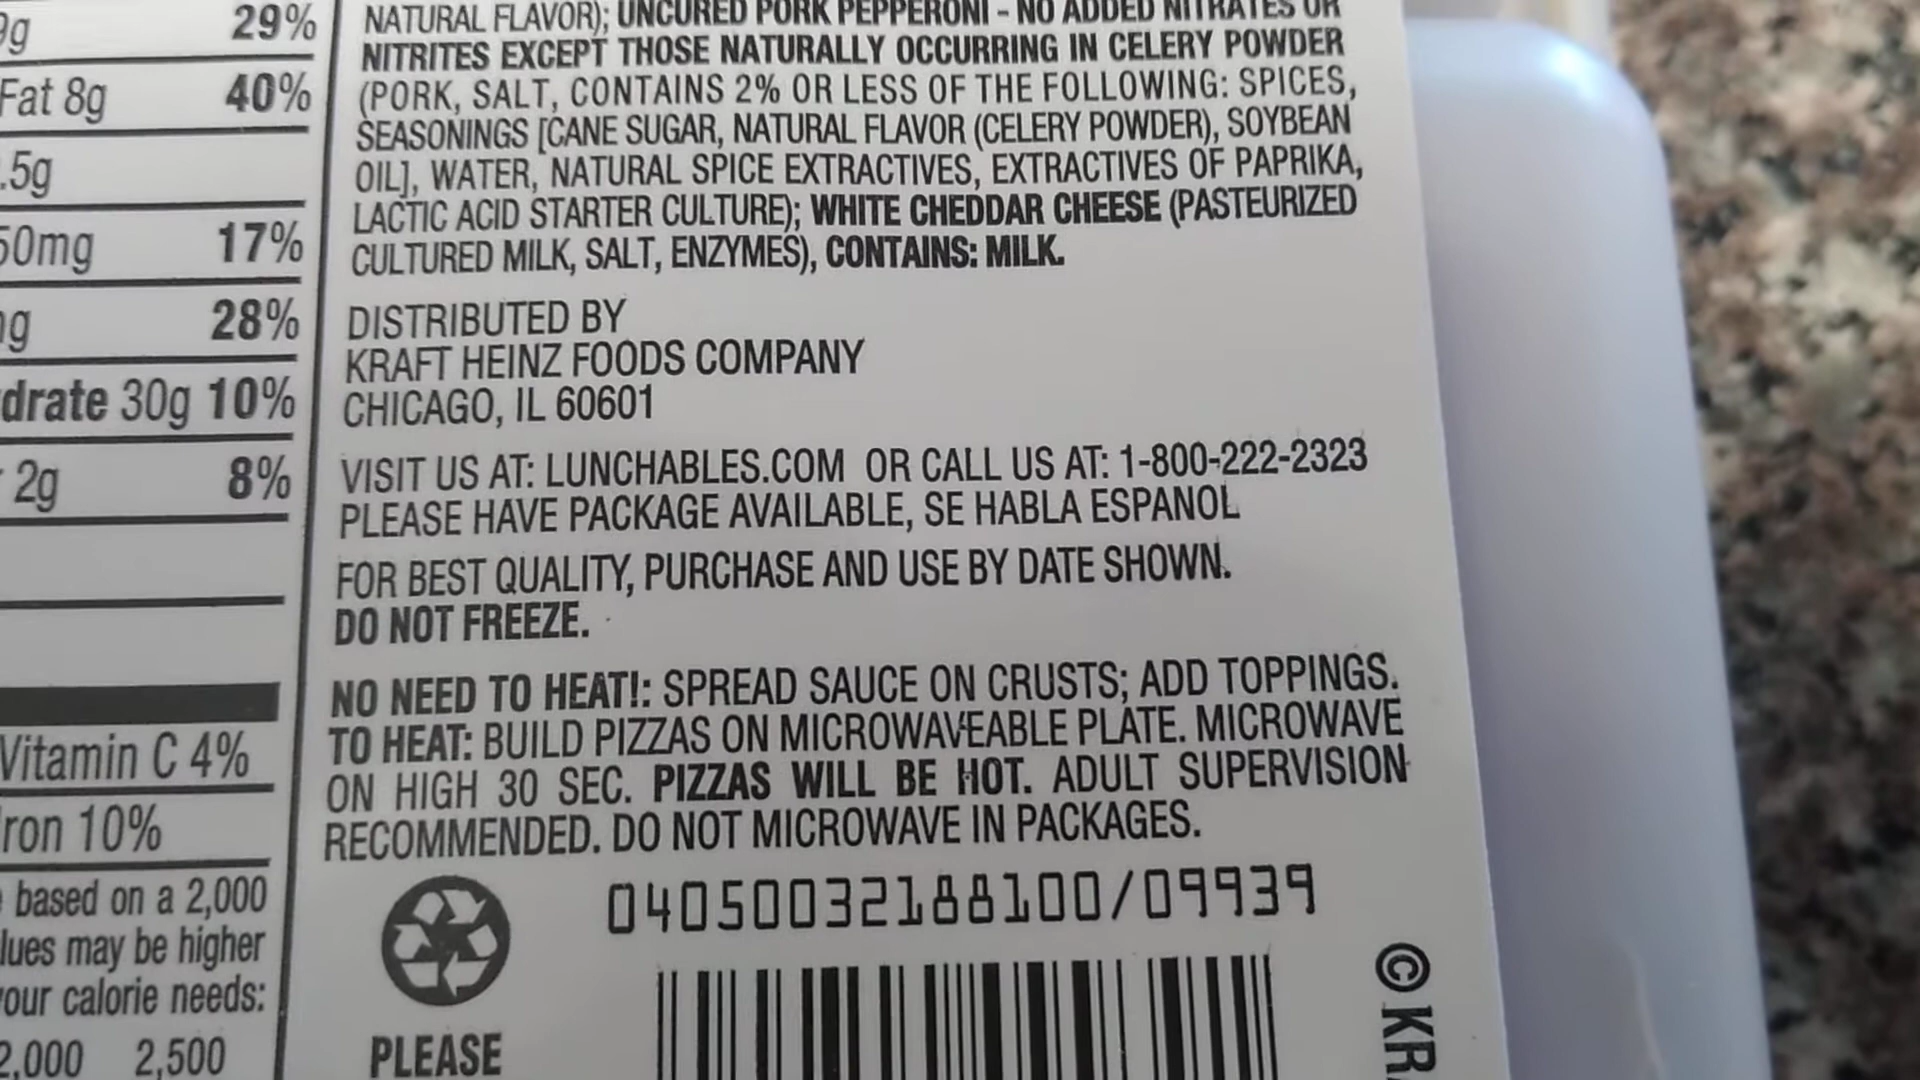 9g 29%
Fat 8g 40%
.5g
50mg 17%
g 28%
drate 30g 10%
2g 8%
Vitamin C 4%
Iron 10%
based on a 2,000
lues may be higher
your calorie needs:
2,000 2,500
NATURAL FLAVOR); UNCURED PORK PEPPERONI - NO ADDED NITRATES OR
NITRITES EXCEPT THOSE NATURALLY OCCURRING IN CELERY POWDER
(PORK, SALT, CONTAINS 2% OR LESS OF THE FOLLOWING: SPICES,
SEASONINGS [CANE SUGAR, NATURAL FLAVOR (CELERY POWDER), SOYBEAN
OIL], WATER, NATURAL SPICE EXTRACTIVES, EXTRACTIVES OF PAPRIKA,
LACTIC ACID STARTER CULTURE); WHITE CHEDDAR CHEESE (PASTEURIZED
CULTURED MILK, SALT, ENZYMES), CONTAINS: MILK.
DISTRIBUTED BY
KRAFT HEINZ FOODS COMPANY
CHICAGO, IL 60601
VISIT US AT: LUNCHABLES.COM OR CALL US AT: 1-800-222-2323
PLEASE HAVE PACKAGE AVAILABLE, SE HABLA ESPANOL
FOR BEST QUALITY, PURCHASE AND USE BY DATE SHOWN.
DO NOT FREEZE.
NO NEED TO HEAT!: SPREAD SAUCE ON CRUSTS; ADD TOPPINGS.
TO HEAT: BUILD PIZZAS ON MICROWAVEABLE PLATE. MICROWAVE
ON HIGH 30 SEC. PIZZAS WILL BE HOT. ADULT SUPERVISION
RECOMMENDED. DO NOT MICROWAVE IN PACKAGES.
04050032188100/09939
PLEASE
© KR